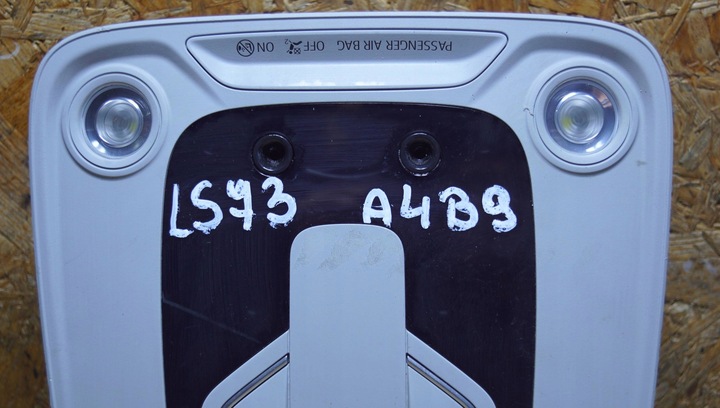 PASSENGER AIR BAG OFF ON
LS73 A4B9